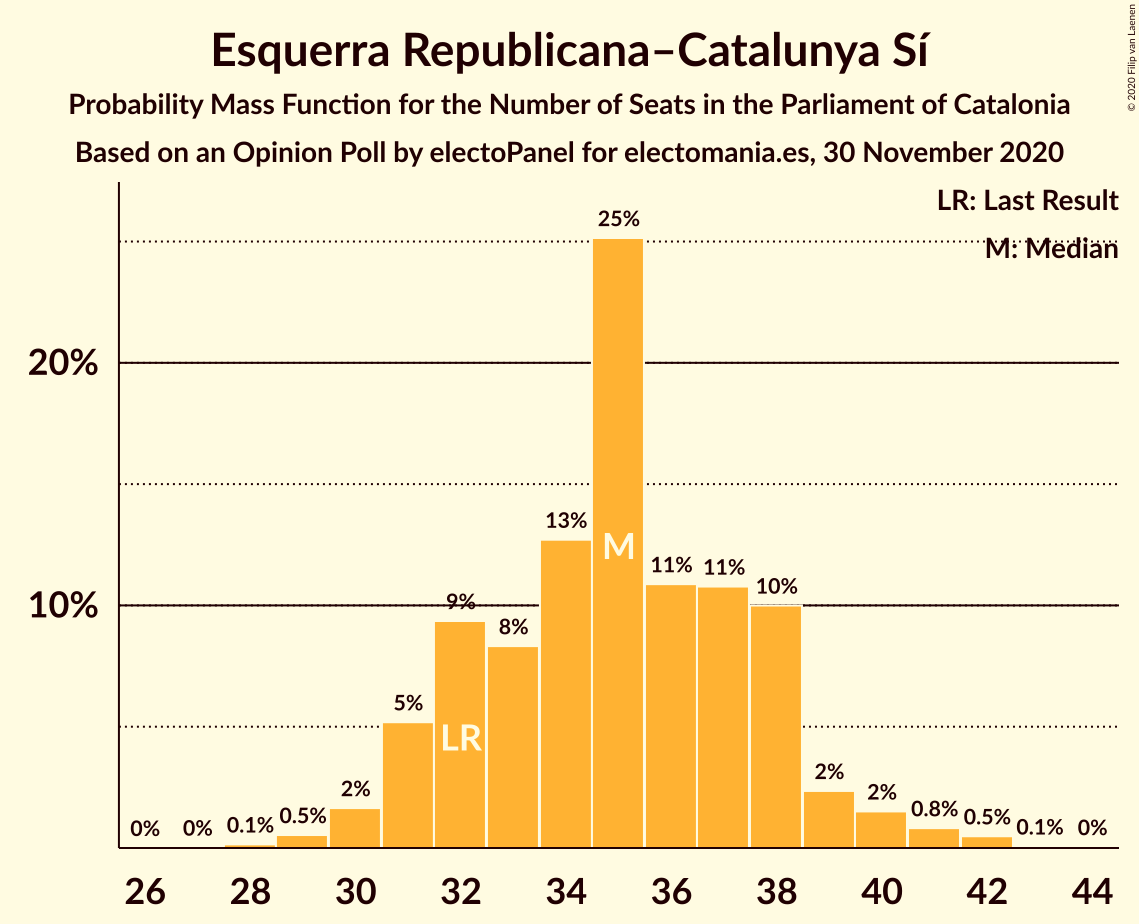 Esquerra Republicana–Catalunya Sí
Probability Mass Function for the Number of Seats in the Parliament of Catalonia
Based on an Opinion Poll by electoPanel for electomania.es, 30 November 2020
© 2020 Filip van Laenen
LR: Last Result
M: Median
20%
10%
0%
0%
0.1%
0.5%
2%
5%
9%
8%
13%
25%
11%
11%
10%
2%
2%
0.8%
0.5%
0.1%
0%
LR
M
26 28 30 32 34 36 38 40 42 44